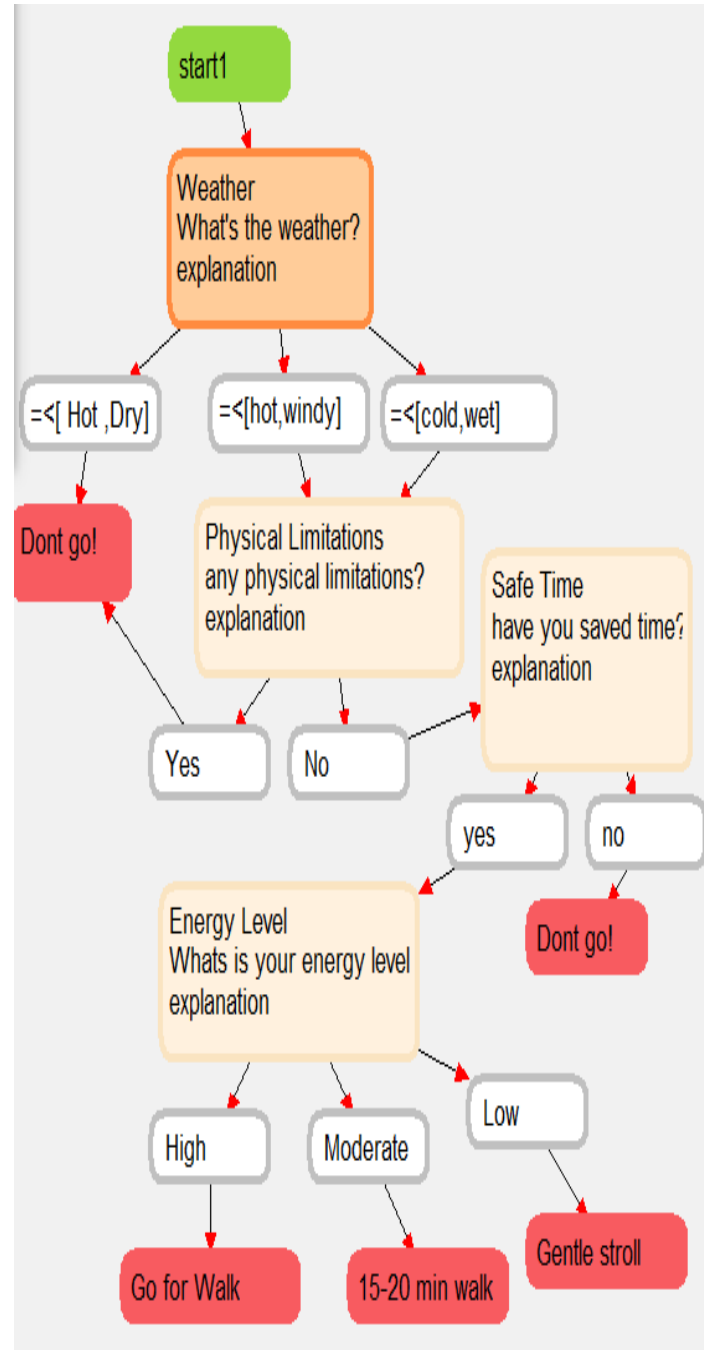 start1
Weather
What's the weather?
explanation
=<[ Hot ,Dry]
=<[hot,windy]
=<[cold,wet]
Dont go!
Physical Limitations
any physical limitations?
explanation
Safe Time
have you saved time?
explanation
Yes
No
yes
no
Energy Level
Whats is your energy level
explanation
Dont go!
High
Moderate
Low
Go for Walk
15-20 min walk
Gentle stroll